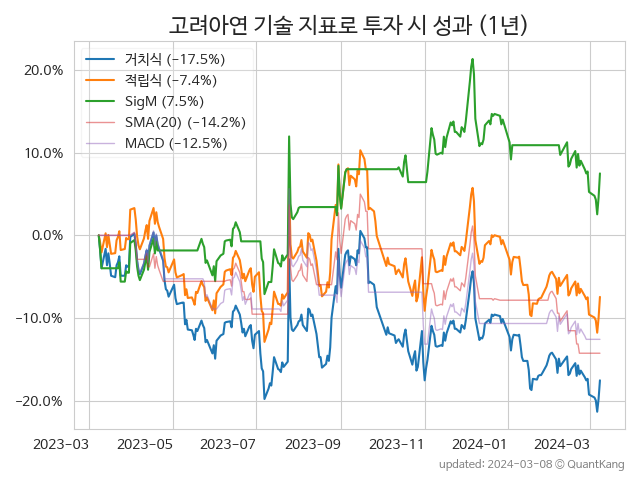 고려아연 기술 지표로 투자 시 성과 (1년)
거치식 (−17.5%)
적립식 (−7.4%)
SigM (7.5%)
SMA(20) (−14.2%)
MACD (−12.5%)
20.0%
10.0%
0.0%
−10.0%
−20.0%
2023-03 2023-05 2023-07 2023-09 2023-11 2024-01 2024-03
updated: 2024-03-08 © QuantKang